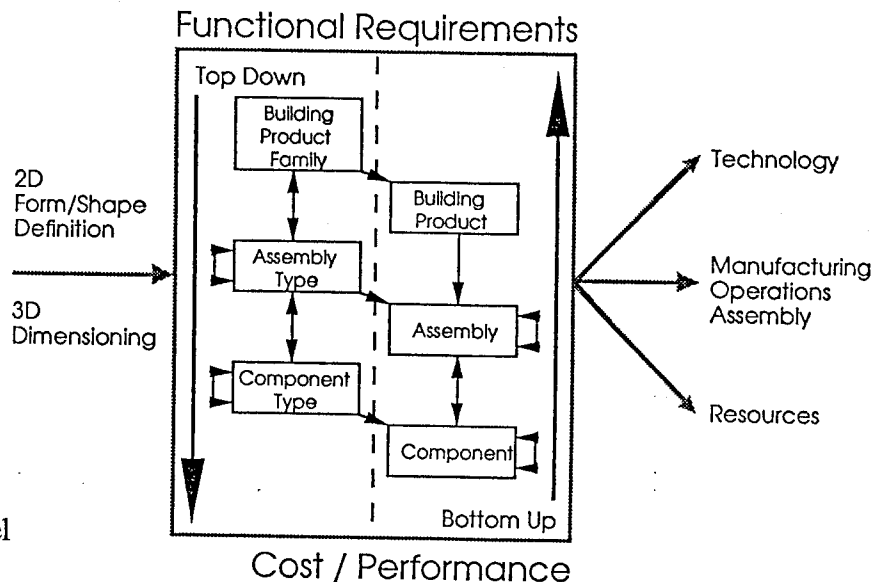 Functional Requirements
Top Down
Building
Product
Family
Building
Product
Assembly
Type
Assembly
Component
Type
Component
Bottom Up
2D
Form/Shape
Definition
3D
Dimensioning
Technology
Manufacturing
Operations
Assembly
Resources
Cost / Performance